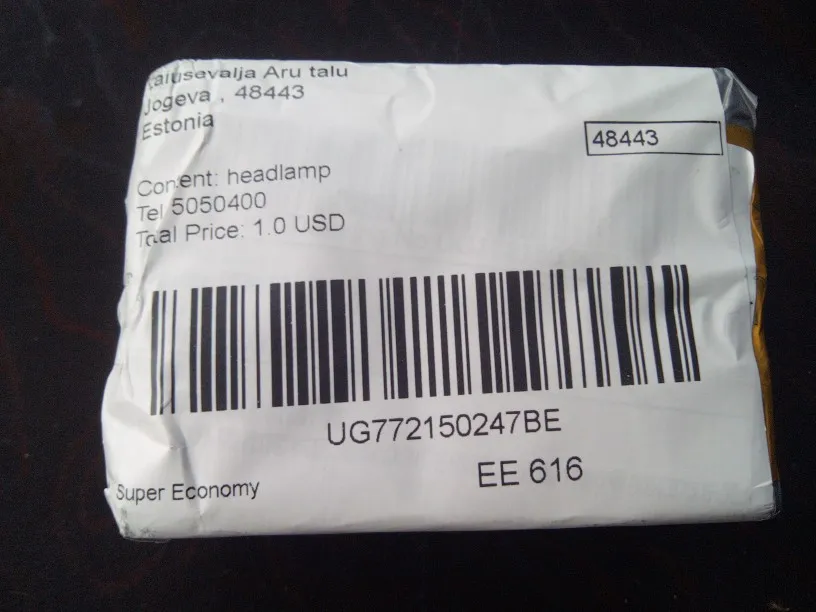 Aru talu
Jogeva , 48443
Estonia
48443
Content: headlamp
Tel 5050400
Total Price: 1.0 USD
UG772150247BE
EE 616
Super Economy